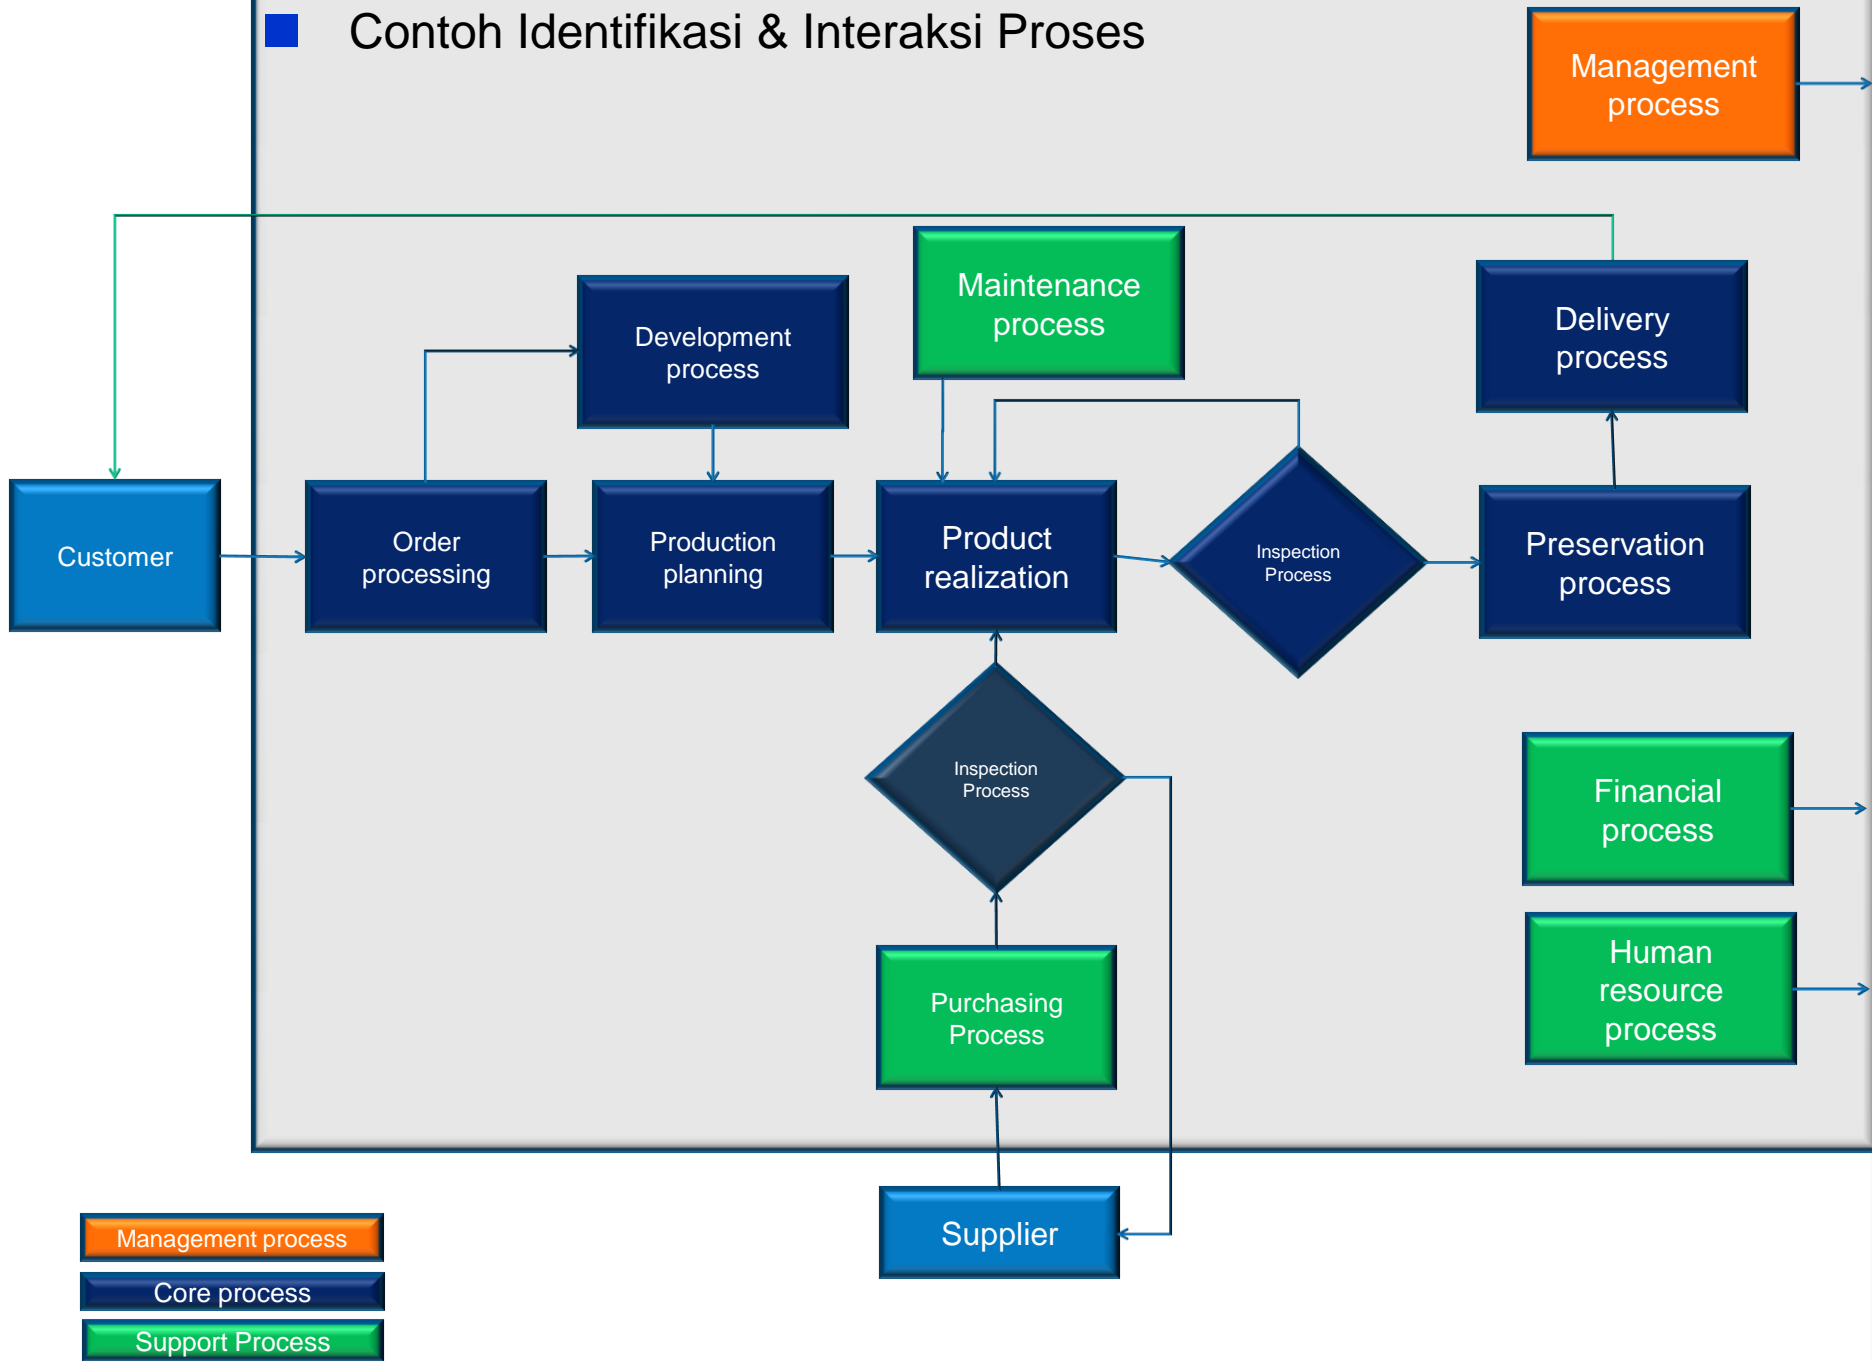 Contoh Identifikasi & Interaksi Proses
Management
process
Maintenance
process
Delivery
process
Development
process
Customer
Order
processing
Production
planning
Product
realization
Inspection
Process
Preservation
process
Inspection
Process
Financial
process
Purchasing
Process
Human
resource
process
Supplier
Management process
Core process
Support Process